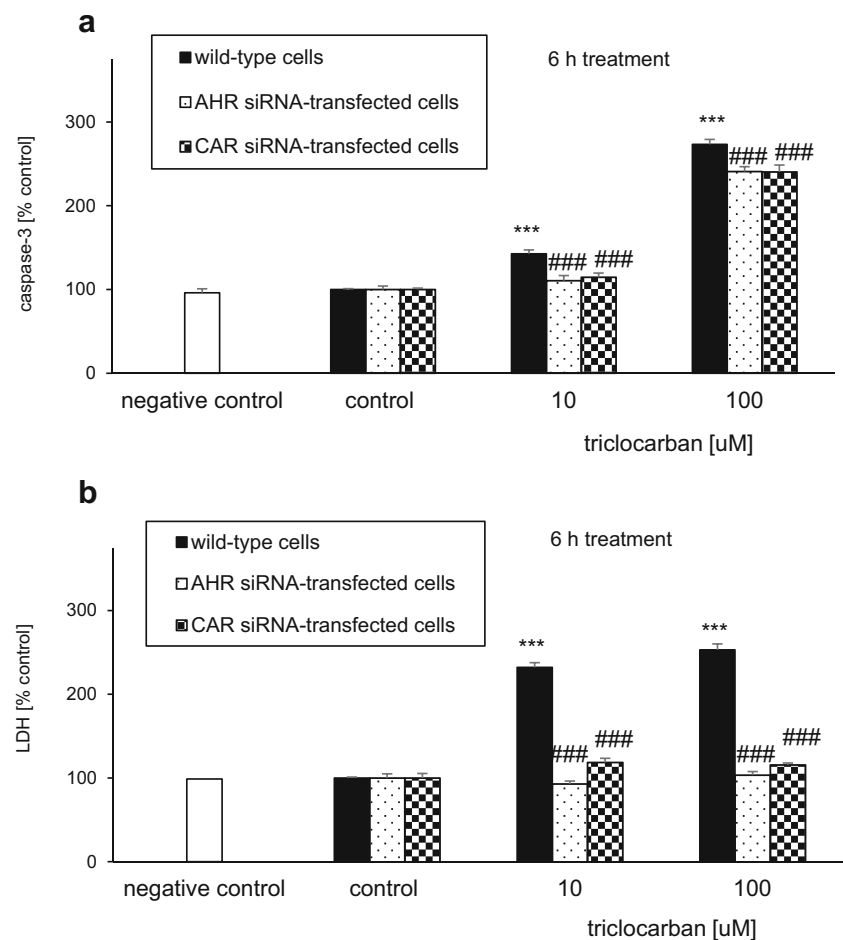 a
wild-type cells
AHR siRNA-transfected cells
CAR siRNA-transfected cells
6 h treatment
caspase-3 [% control]
300
200
100
0
***
### ###
***
### ###
negative control control 10 100
triclocarban [uM]
b
wild-type cells
AHR siRNA-transfected cells
CAR siRNA-transfected cells
6 h treatment
LDH [% control]
300
200
100
0
***
### ###
***
### ###
negative control control 10 100
triclocarban [uM]